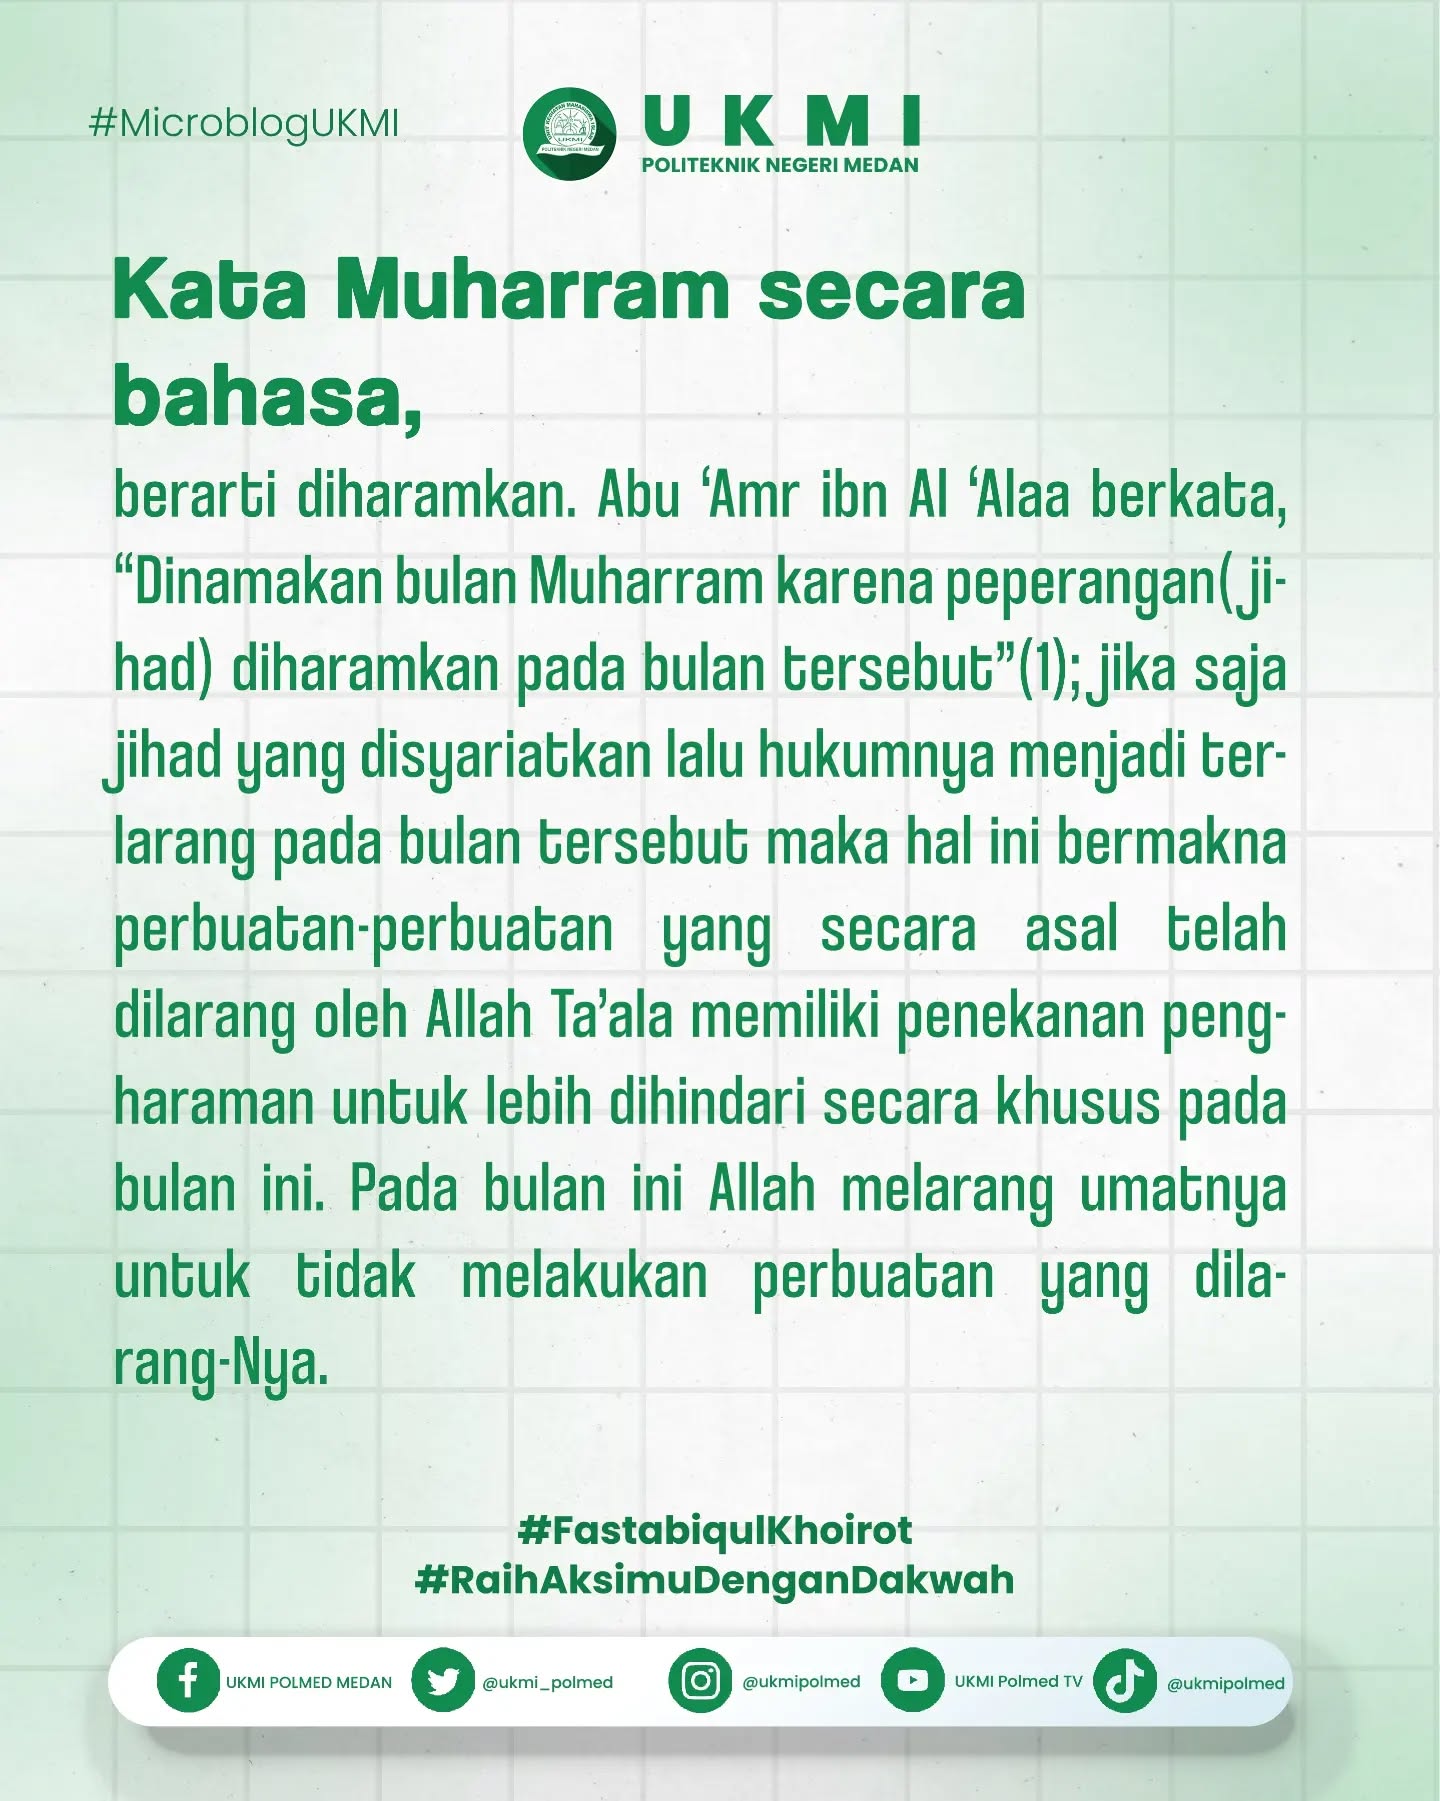 #MicroblogUKMI
UKMI
POLITEKNIK NEGERI MEDAN
Kata Muharram secara
bahasa,
berarti diharamkan. Abu ‘Amr ibn Al ‘Alaa berkata,
“Dinamakan bulan Muharram karena peperangan(ji-
had) diharamkan pada bulan tersebut”(1); jika saja
jihad yang disyariatkan lalu hukumnya menjadi ter-
larang pada bulan tersebut maka hal ini bermakna
perbuatan-perbuatan yang secara asal telah
dilarang oleh Allah Ta’ala memiliki penekanan peng-
haraman untuk lebih dihindari secara khusus pada
bulan ini. Pada bulan ini Allah melarang umatnya
untuk tidak melakukan perbuatan yang dila-
rang-Nya.
#FastabiqulKhoirot
#RaihAksimuDenganDakwah
UKMI POLMED MEDAN
@ukmi_polmed
@ukmipolmed
UKMI Polmed TV
@ukmipolmed